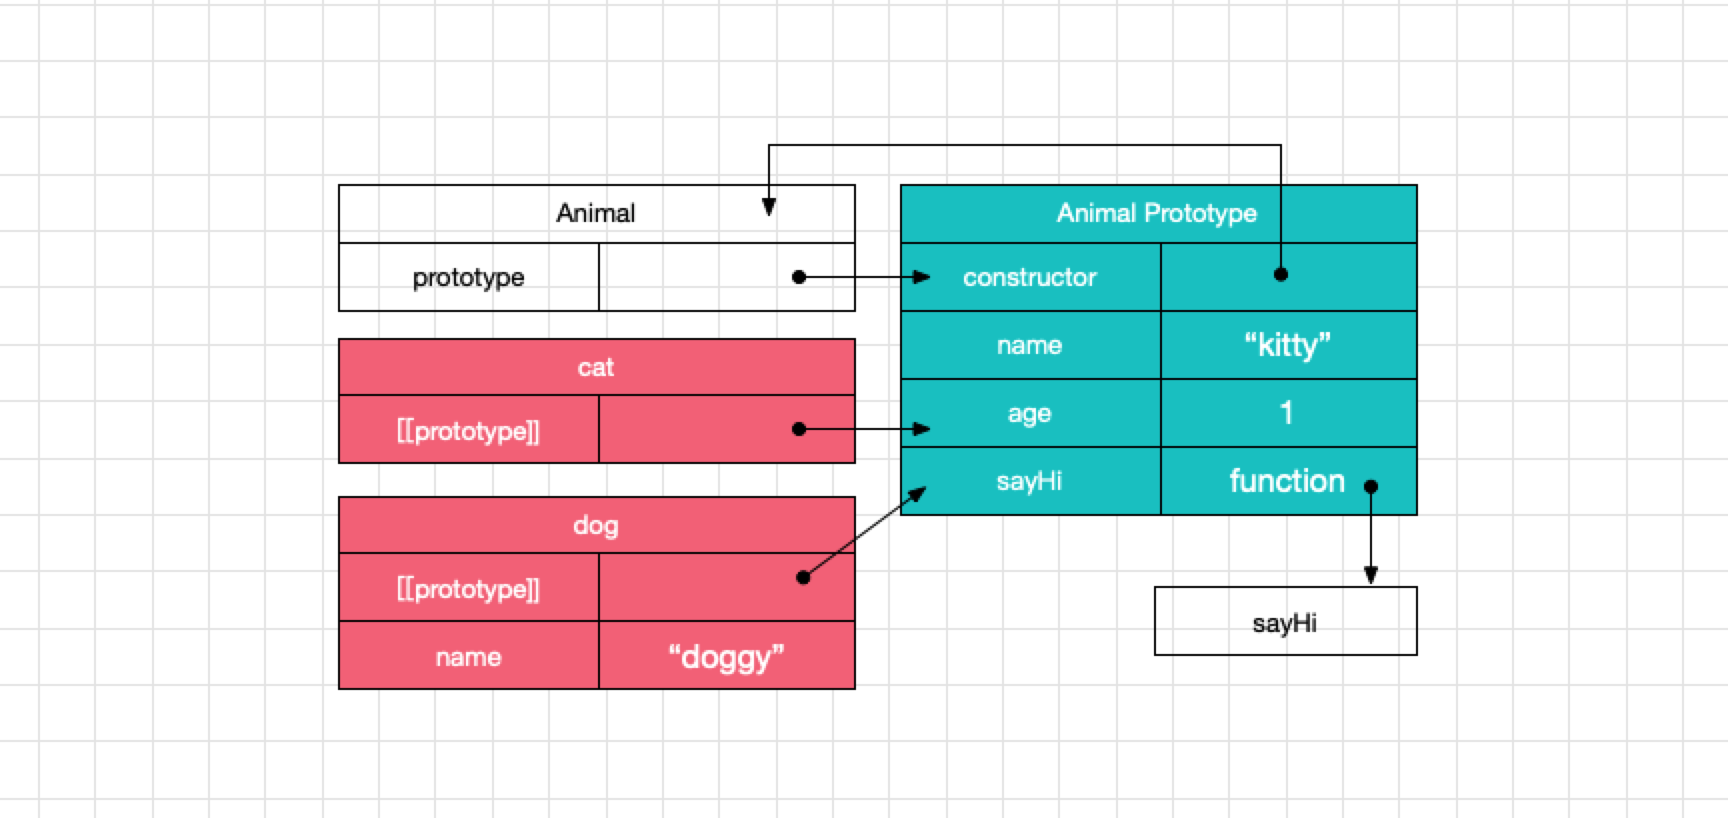 Animal
prototype
cat
[[prototype]]
dog
[[prototype]]
name “doggy”
Animal Prototype
constructor
name “kitty”
age 1
sayHi function
sayHi